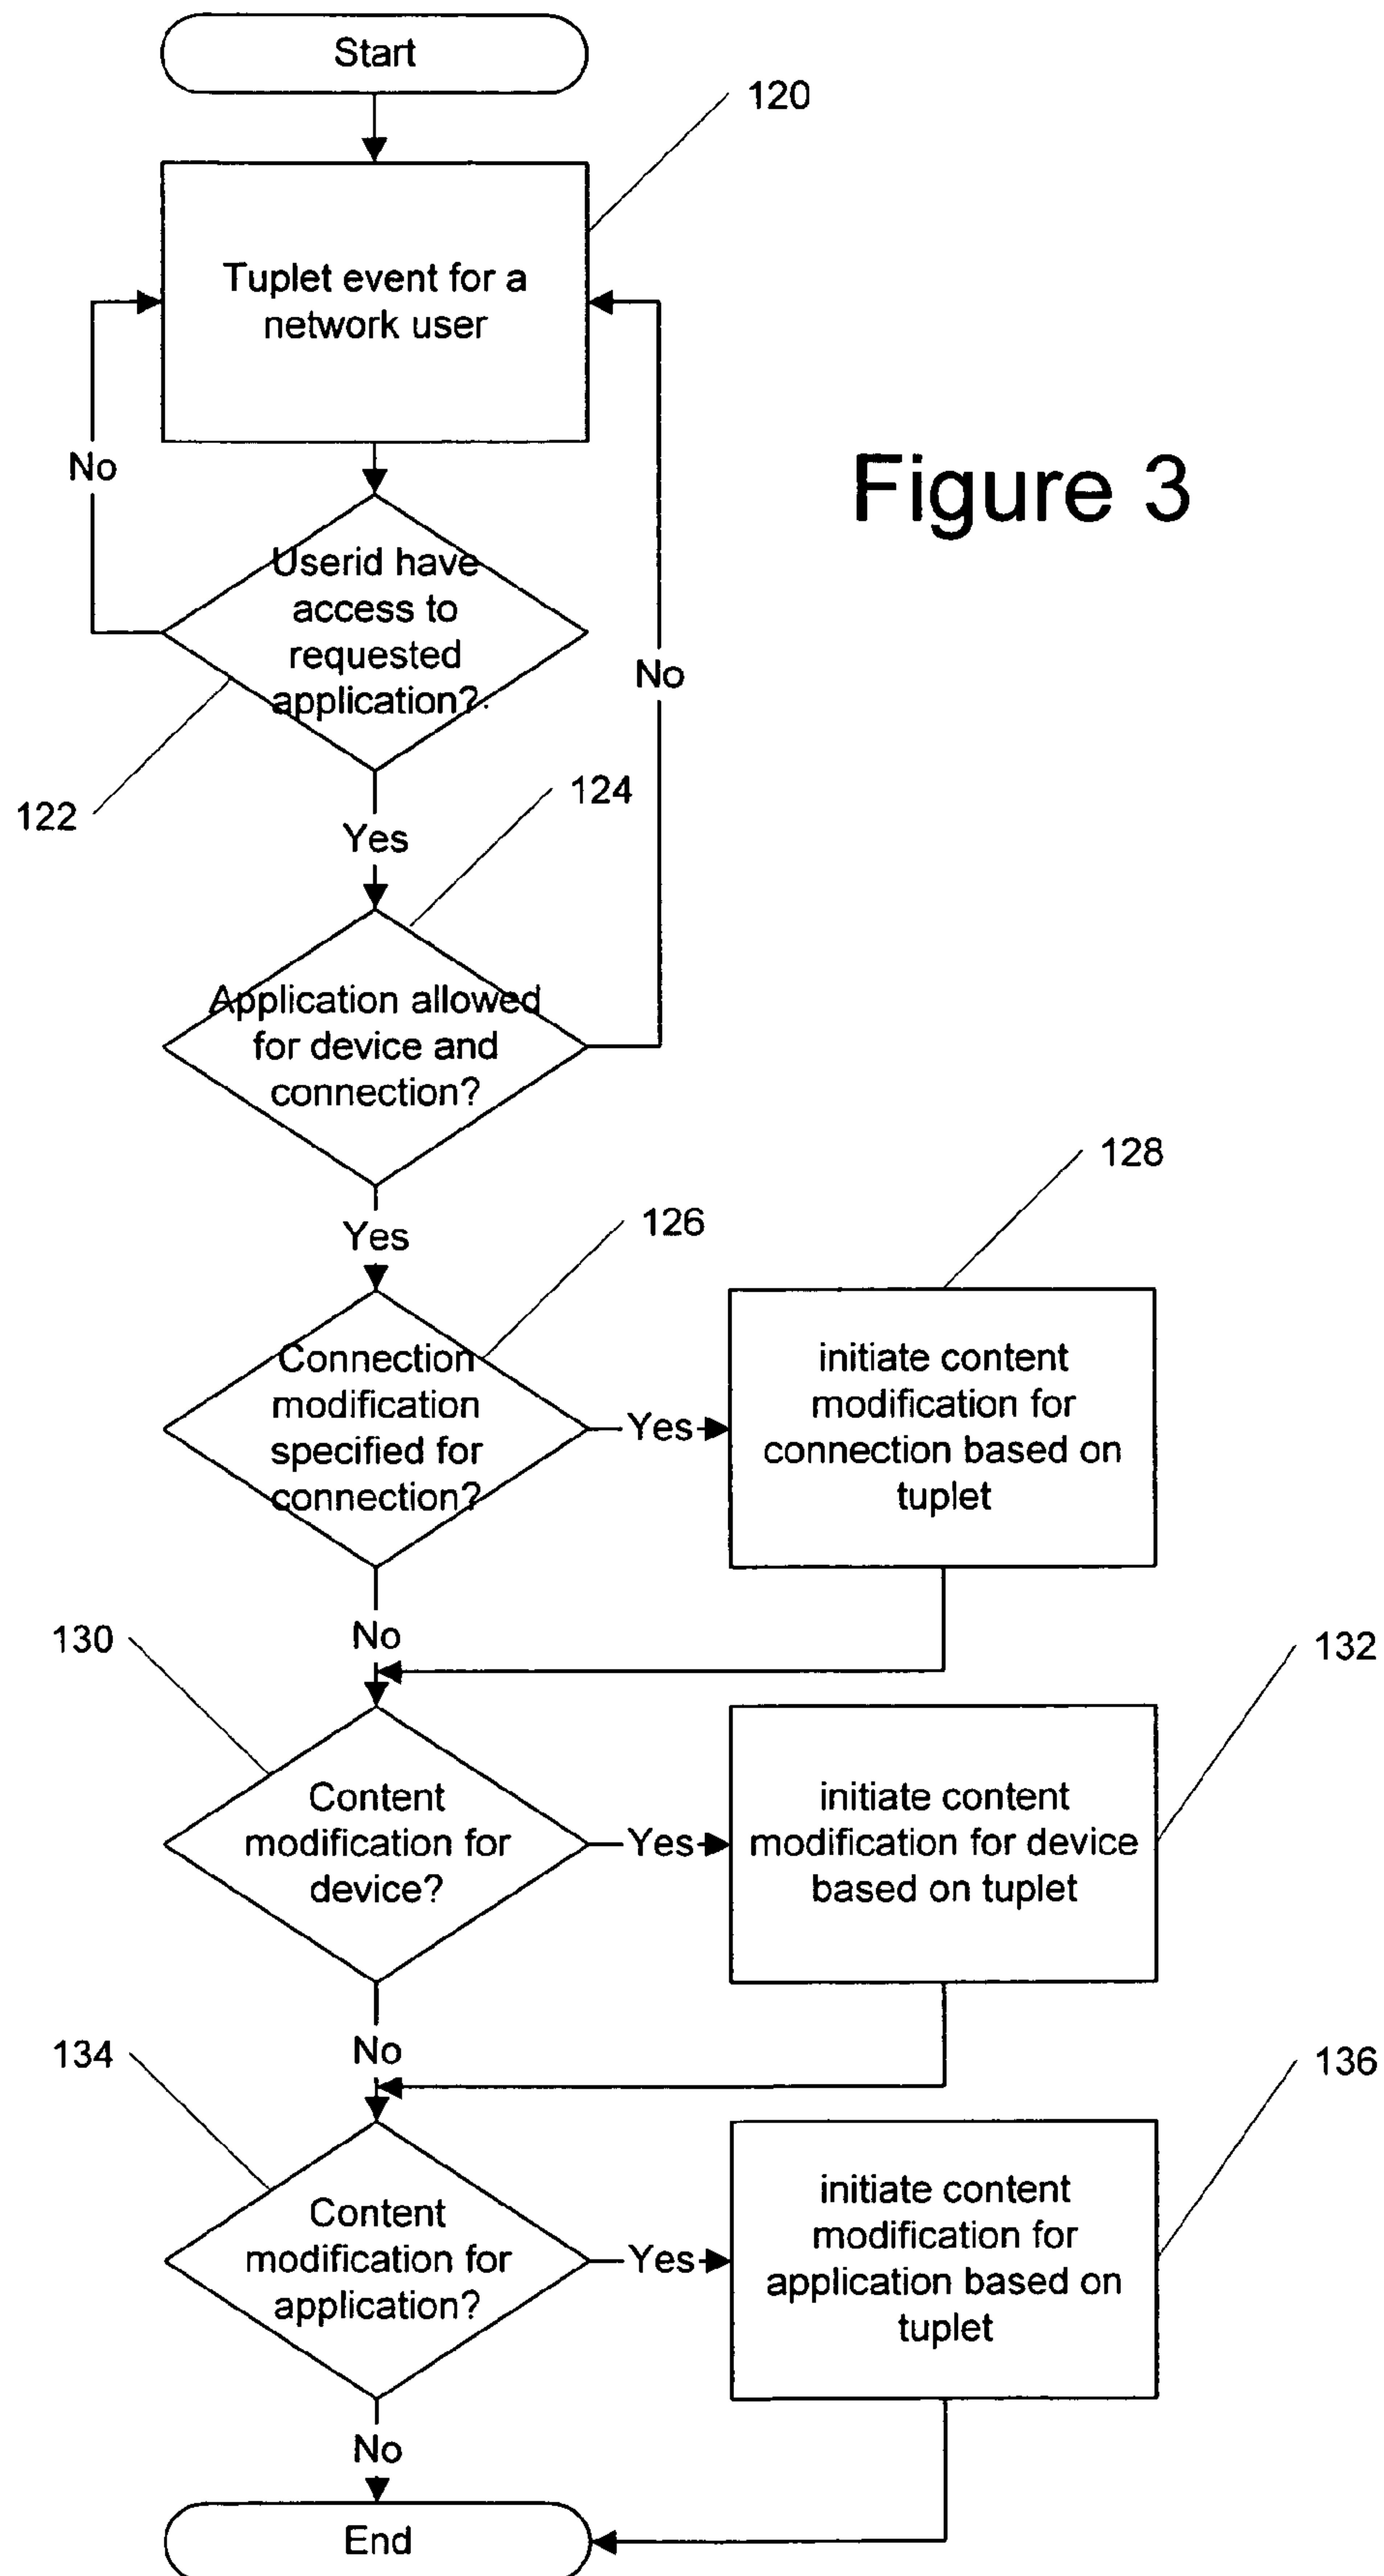 Start
120
Tuplet event for a
network user
No
Figure 3
Userid have
access to
requested
application?
No
122
124
Yes
Application allowed
for device and
connection?
128
Yes
126
Connection
modification
specified for
connection?
Yes
initiate content
modification for
connection based on
tuplet
130
No
132
Content
modification for
device?
Yes
initiate content
modification for device
based on tuplet
134
No
136
Content
modification for
application?
Yes
initiate content
modification for
application based on
tuplet
No
End